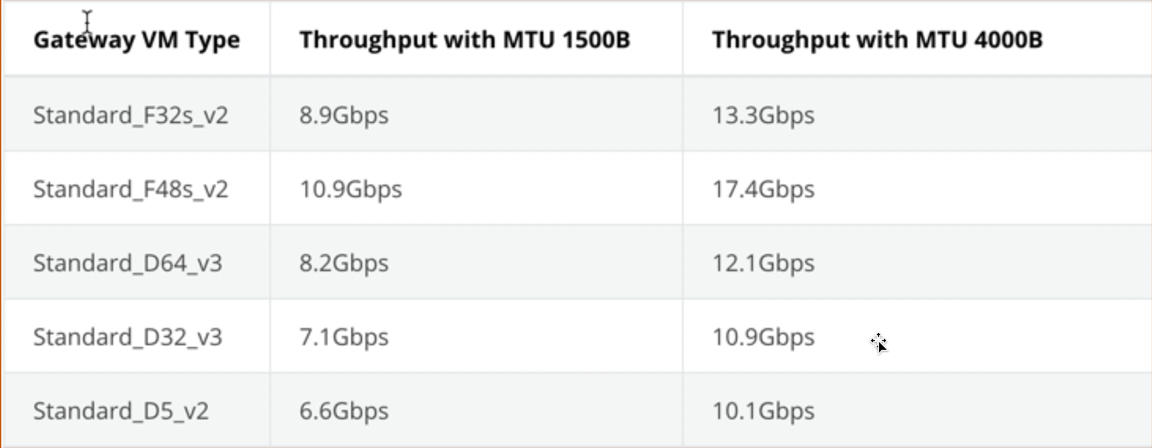 Gateway VM Type Throughput with MTU 1500B Throughput with MTU 4000B
Standard_F32s_v2 8.9Gbps 13.3Gbps
Standard_F48s_v2 10.9Gbps 17.4Gbps
Standard_D64_v3 8.2Gbps 12.1Gbps
Standard_D32_v3 7.1Gbps 10.9Gbps
Standard_D5_v2 6.6Gbps 10.1Gbps